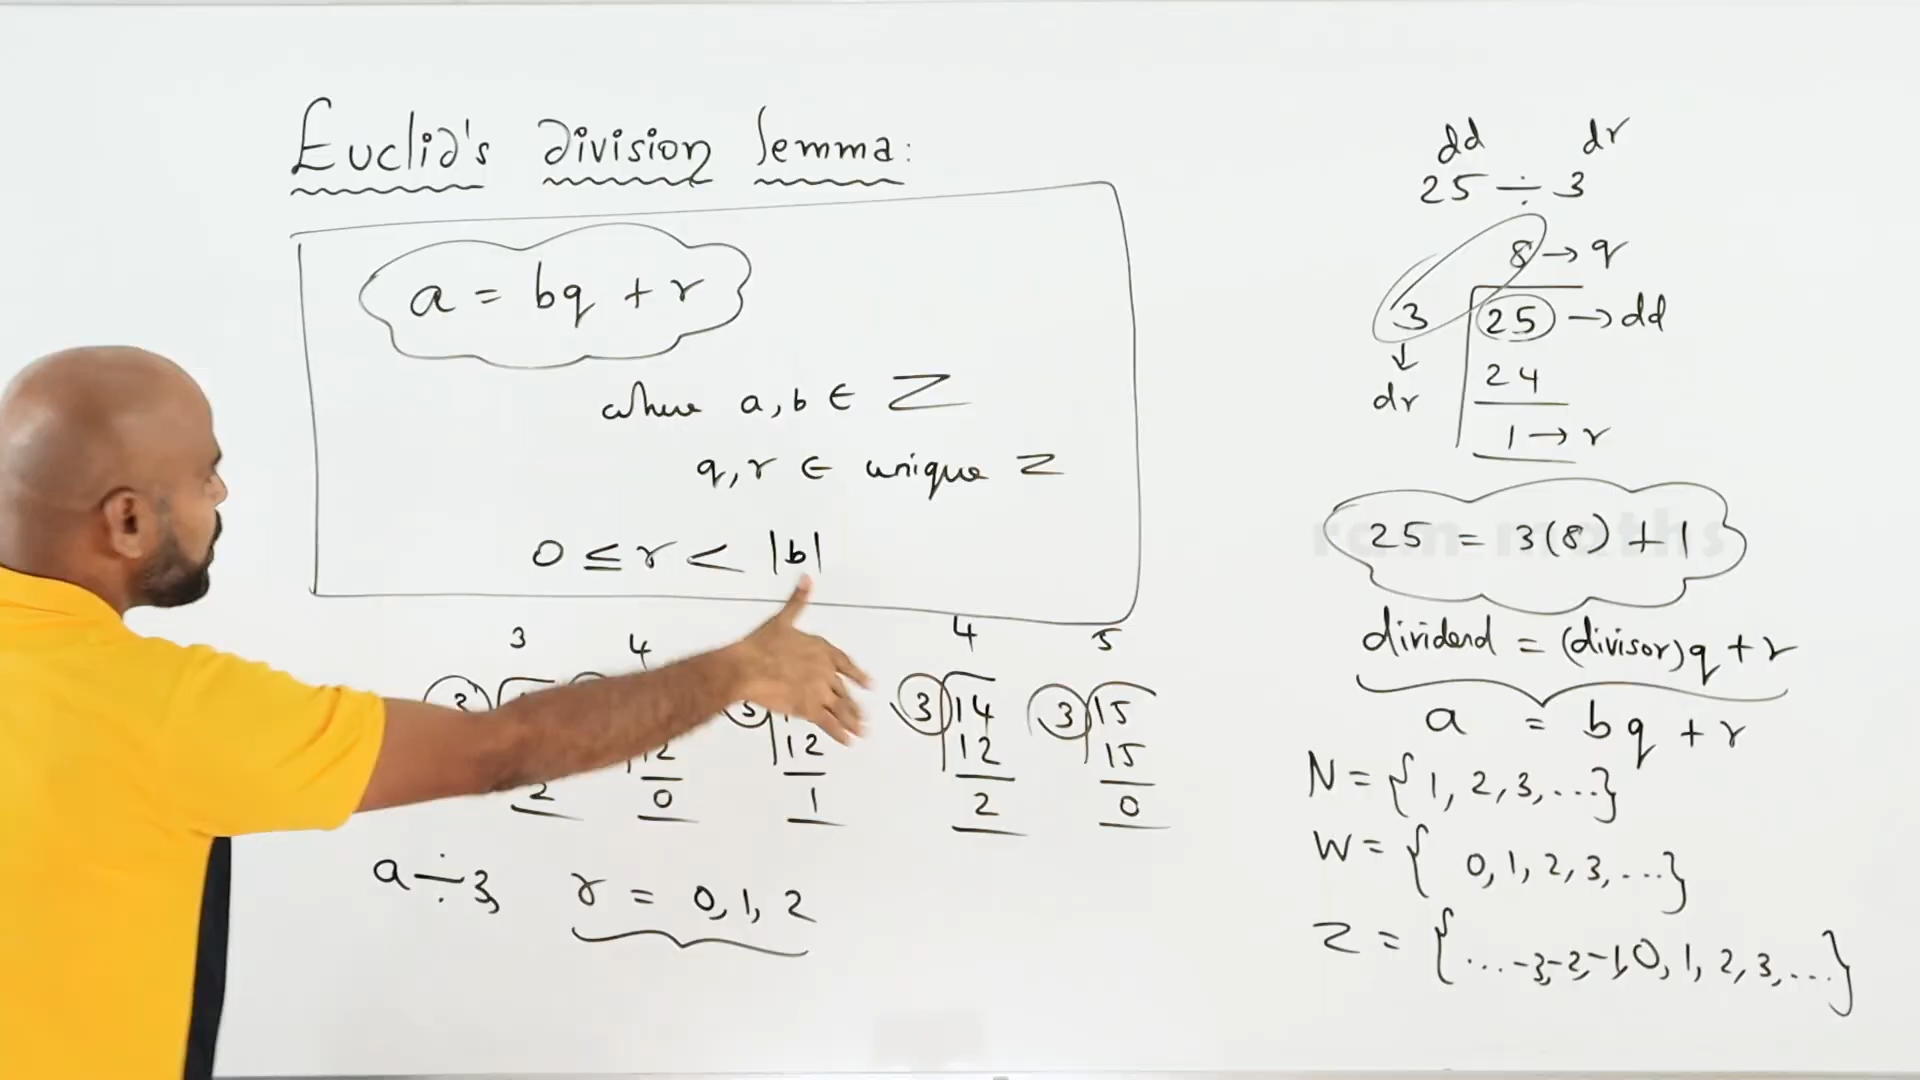 Euclid's division lemma:
a = bq + r
where a, b ∈ Z
q, r ∈ unique Z
0 ≤ r < |b|
3 4 4 5
3 14 3 15
12 12 12 15
2 0 1 2 0
a ÷ 3, r = 0, 1, 2
dd dr
25 ÷ 3
8 → q
3 25 → dd
↓
dr 24
1 → r
ram maths
25 = 3(8) + 1
dividend = (divisor)q + r
a = bq + r
N = {1, 2, 3, ...}
W = {0, 1, 2, 3, ...}
Z = {... -3, -2, -1, 0, 1, 2, 3, ...}